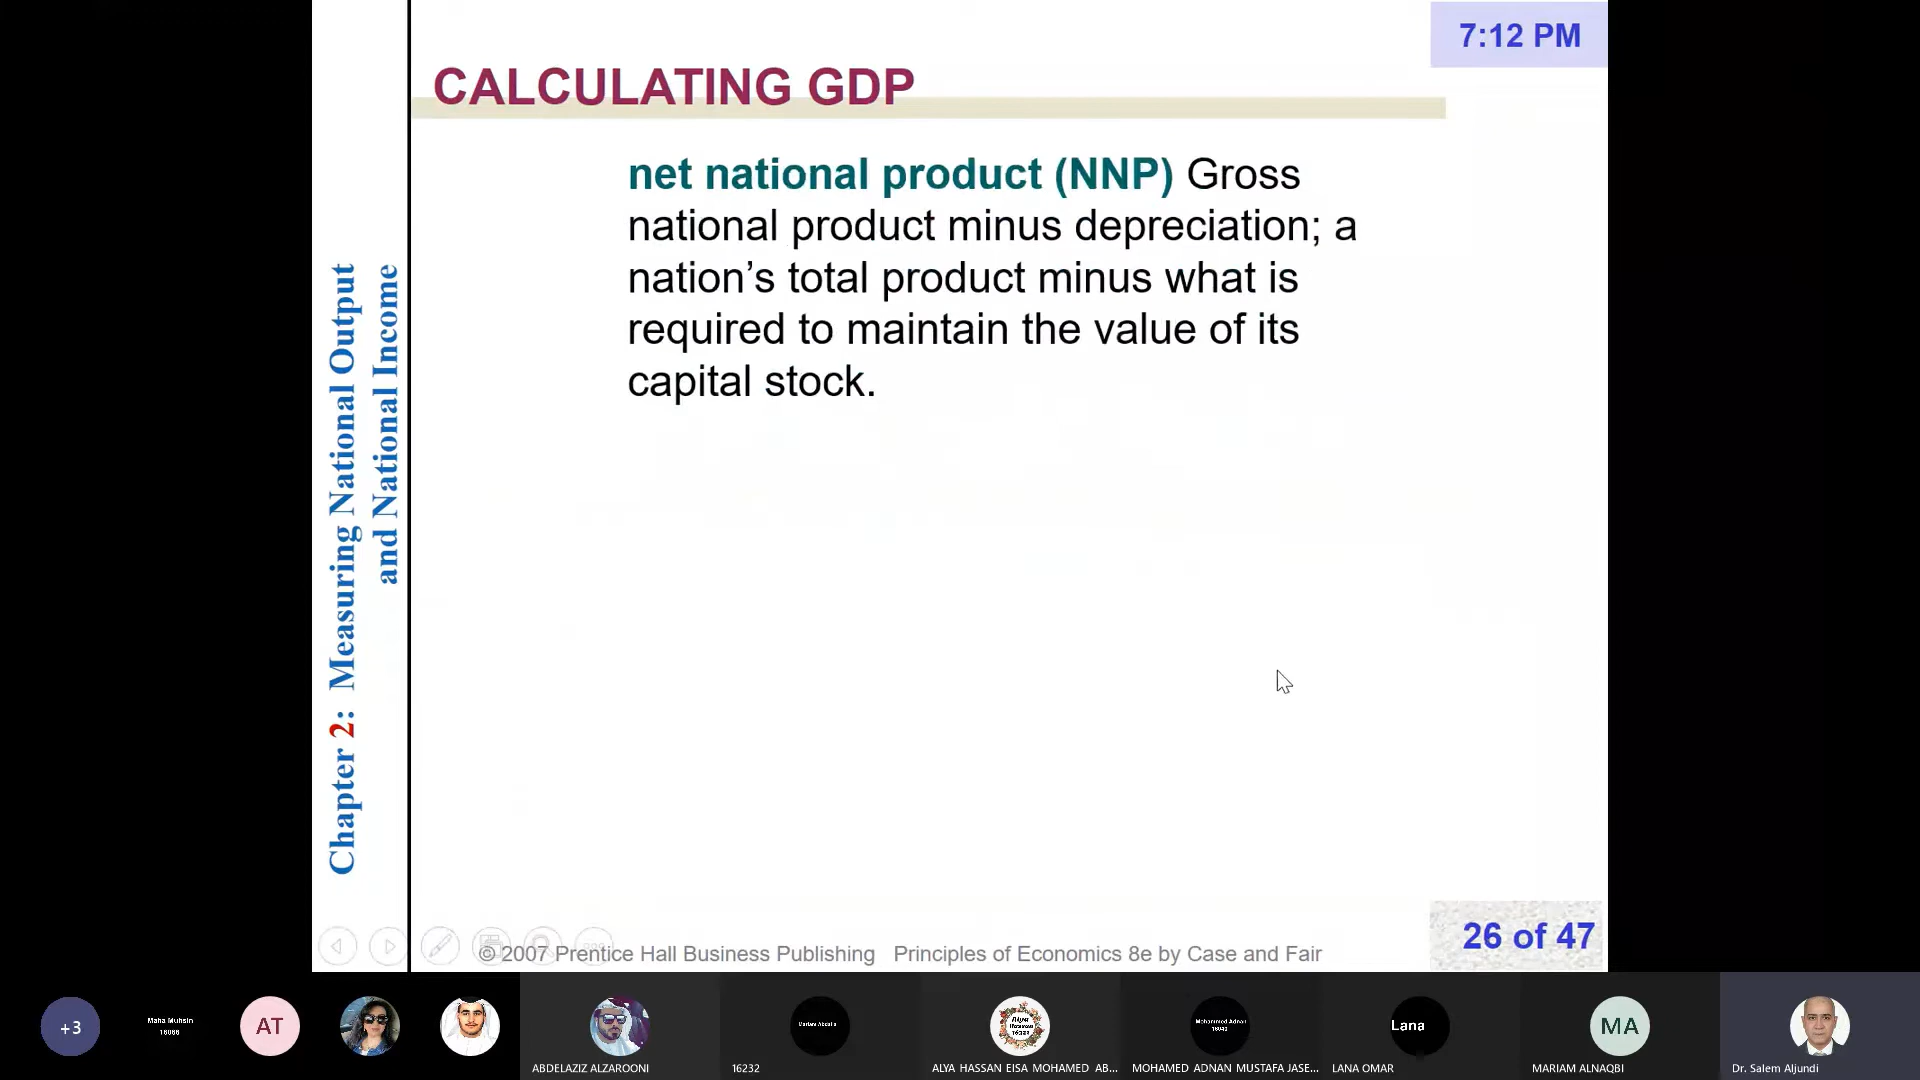 7:12 PM
CALCULATING GDP
net national product (NNP) Gross
national product minus depreciation; a
nation’s total product minus what is
required to maintain the value of its
capital stock.
Chapter 2: Measuring National Output
and National Income
© 2007 Prentice Hall Business Publishing Principles of Economics 8e by Case and Fair
26 of 47
+3
Maha Muhsin
AT
Lana
MA
ABDELAZIZ ALZAROONI
16232
ALYA HASSAN EISA MOHAMED AB...
MOHAMED ADNAN MUSTAFA JASE...
LANA OMAR
MARIAM ALNAQBI
Dr. Salem Aljundi